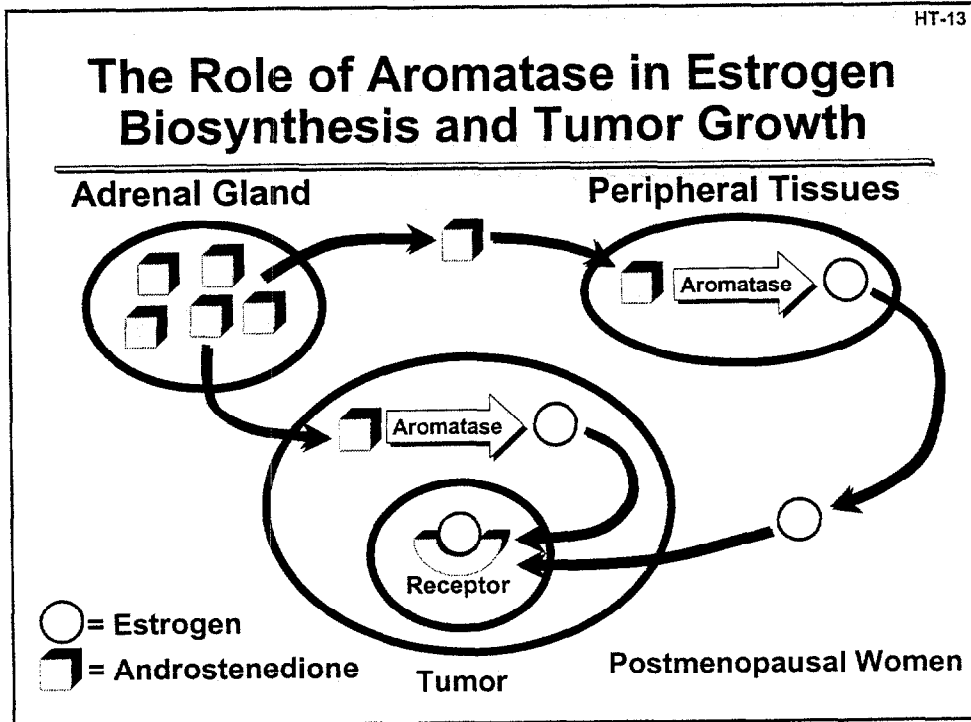 HT-13
The Role of Aromatase in Estrogen
Biosynthesis and Tumor Growth
Adrenal Gland
Peripheral Tissues
Aromatase
Aromatase
Receptor
= Estrogen
= Androstenedione
Tumor
Postmenopausal Women